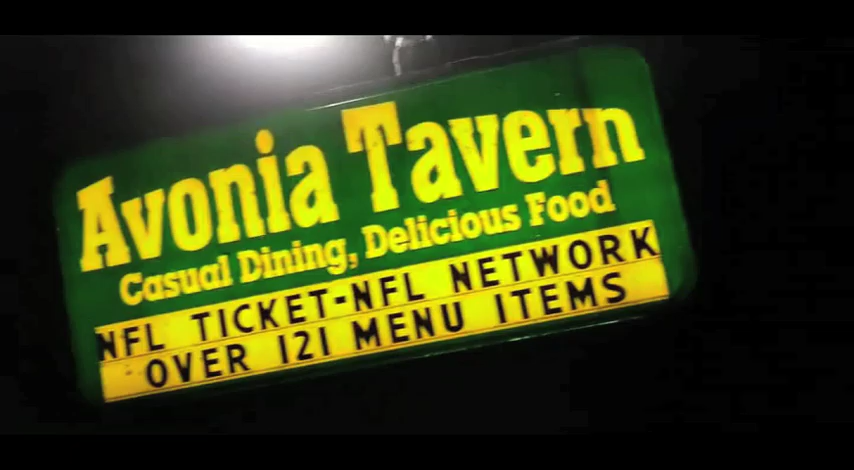 Avonia Tavern
Casual Dining, Delicious Food
NFL TICKET-NFL NETWORK
OVER 121 MENU ITEMS